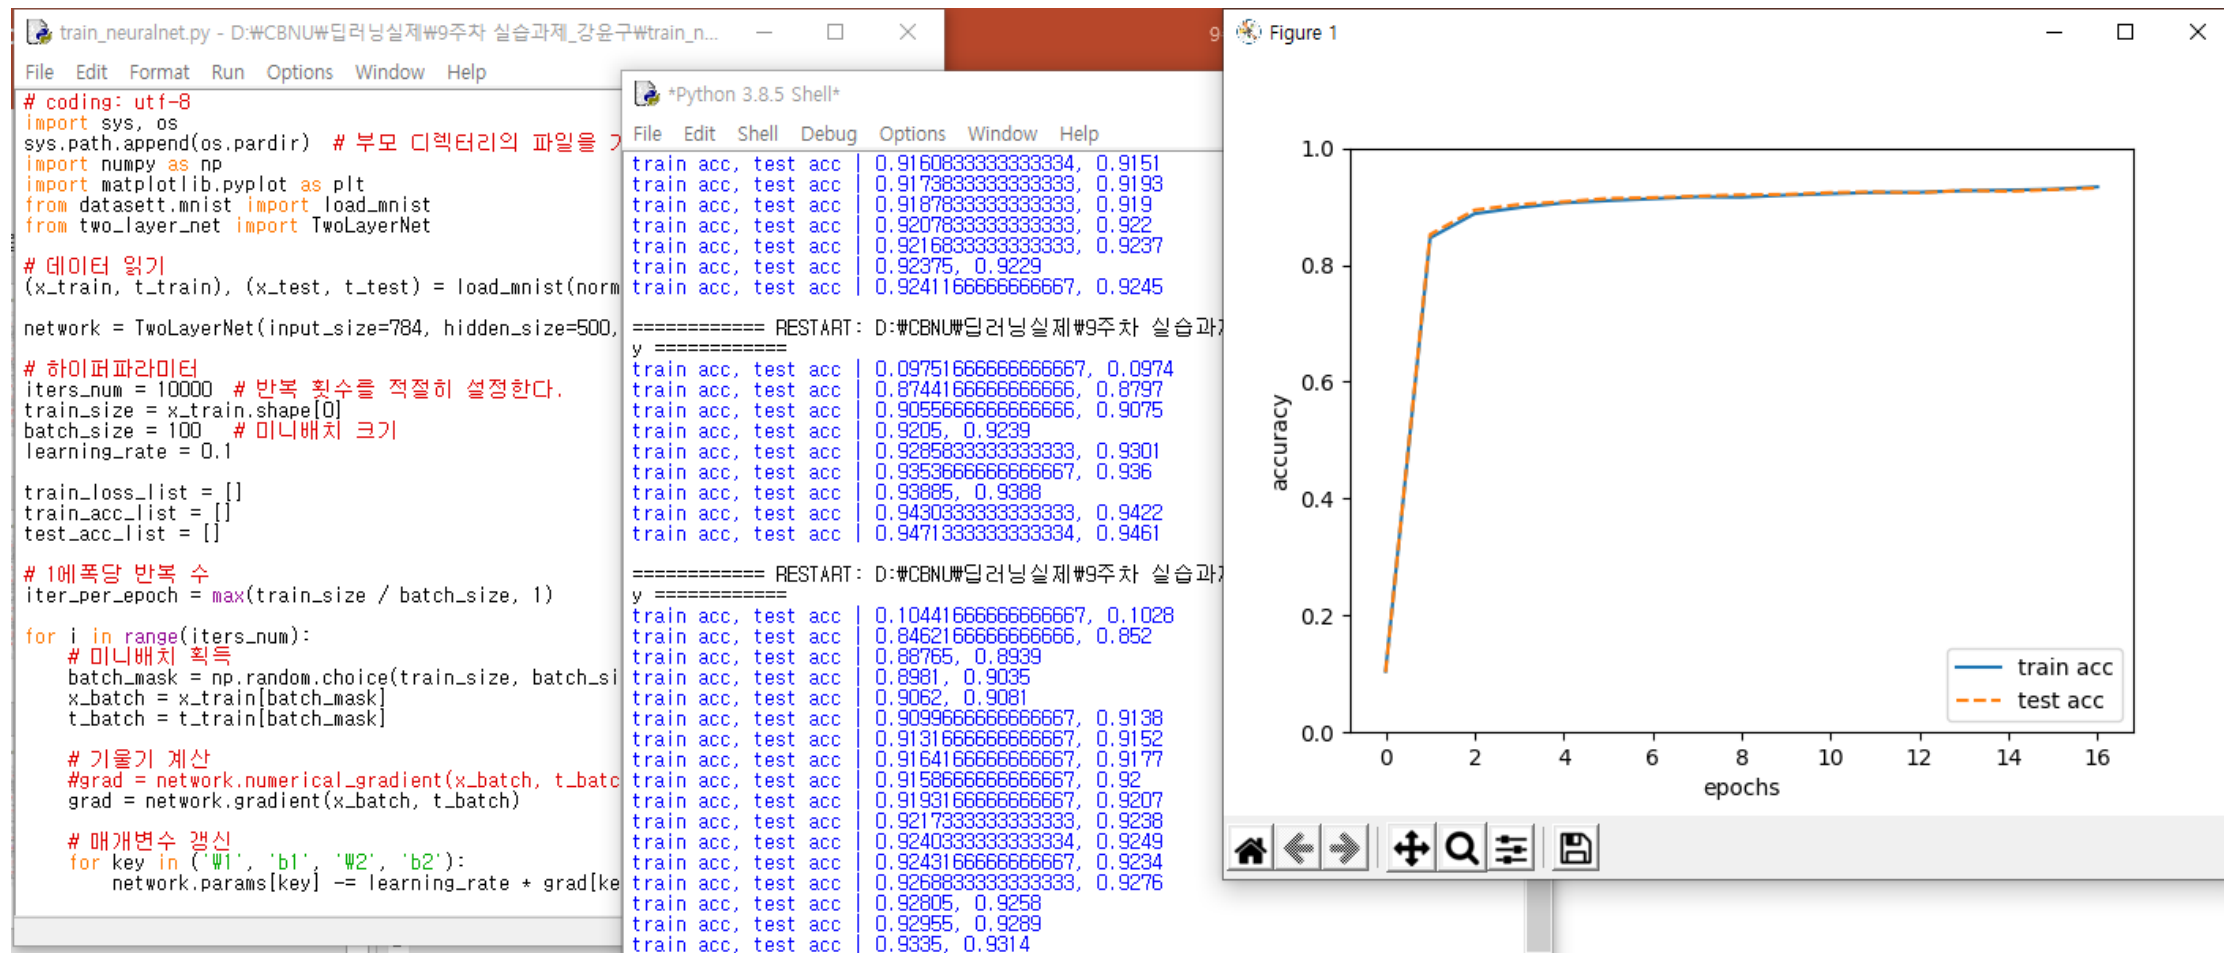 train_neuralnet.py - D:₩CBNU₩딥러닝실제₩9주차 실습과제_강윤구₩train_n...
File Edit Format Run Options Window Help
# coding: utf-8
import sys, os
sys.path.append(os.pardir)  # 부모 디렉터리의 파일을
import numpy as np
import matplotlib.pyplot as plt
from datasett.mnist import load_mnist
from two_layer_net import TwoLayerNet
# 데이터 읽기
(x_train, t_train), (x_test, t_test) = load_mnist(norm
network = TwoLayerNet(input_size=784, hidden_size=500,
# 하이퍼파라미터
iters_num = 10000  # 반복 횟수를 적절히 설정한다.
train_size = x_train.shape[0]
batch_size = 100   # 미니배치 크기
learning_rate = 0.1
train_loss_list = []
train_acc_list = []
test_acc_list = []
# 1에폭당 반복 수
iter_per_epoch = max(train_size / batch_size, 1)
for i in range(iters_num):
    # 미니배치 획득
    batch_mask = np.random.choice(train_size, batch_si
    x_batch = x_train[batch_mask]
    t_batch = t_train[batch_mask]
    # 기울기 계산
    #grad = network.numerical_gradient(x_batch, t_batc
    grad = network.gradient(x_batch, t_batch)
    # 매개변수 갱신
    for key in ('W1', 'b1', 'W2', 'b2'):
        network.params[key] -= learning_rate * grad[ke
*Python 3.8.5 Shell*
File Edit Shell Debug Options Window Help
train acc, test acc | 0.9160833333333334, 0.9151
train acc, test acc | 0.9173833333333333, 0.9193
train acc, test acc | 0.9187833333333333, 0.919
train acc, test acc | 0.9207833333333333, 0.922
train acc, test acc | 0.9216833333333333, 0.9237
train acc, test acc | 0.92375, 0.9229
train acc, test acc | 0.9241166666666667, 0.9245
============ RESTART: D:₩CBNU₩딥러닝실제₩9주차 실습과
y ============
train acc, test acc | 0.09751666666666667, 0.0974
train acc, test acc | 0.8744166666666666, 0.8797
train acc, test acc | 0.9055666666666666, 0.9075
train acc, test acc | 0.9205, 0.9239
train acc, test acc | 0.9285833333333333, 0.9301
train acc, test acc | 0.9353666666666667, 0.936
train acc, test acc | 0.93885, 0.9388
train acc, test acc | 0.9430333333333333, 0.9422
train acc, test acc | 0.9471333333333334, 0.9461
============ RESTART: D:₩CBNU₩딥러닝실제₩9주차 실습과
y ============
train acc, test acc | 0.10441666666666667, 0.1028
train acc, test acc | 0.8462166666666666, 0.852
train acc, test acc | 0.88765, 0.8939
train acc, test acc | 0.8981, 0.9035
train acc, test acc | 0.9062, 0.9081
train acc, test acc | 0.9099666666666667, 0.9138
train acc, test acc | 0.9131666666666667, 0.9152
train acc, test acc | 0.9164166666666667, 0.9177
train acc, test acc | 0.9158666666666667, 0.92
train acc, test acc | 0.9193166666666667, 0.9207
train acc, test acc | 0.9217333333333333, 0.9238
train acc, test acc | 0.9240333333333334, 0.9249
train acc, test acc | 0.9243166666666667, 0.9234
train acc, test acc | 0.9268833333333333, 0.9276
train acc, test acc | 0.92805, 0.9258
train acc, test acc | 0.92955, 0.9289
train acc, test acc | 0.9335, 0.9314
9
Figure 1
1.0
0.8
0.6
0.4
0.2
0.0
accuracy
train acc
test acc
0 2 4 6 8 10 12 14 16
epochs